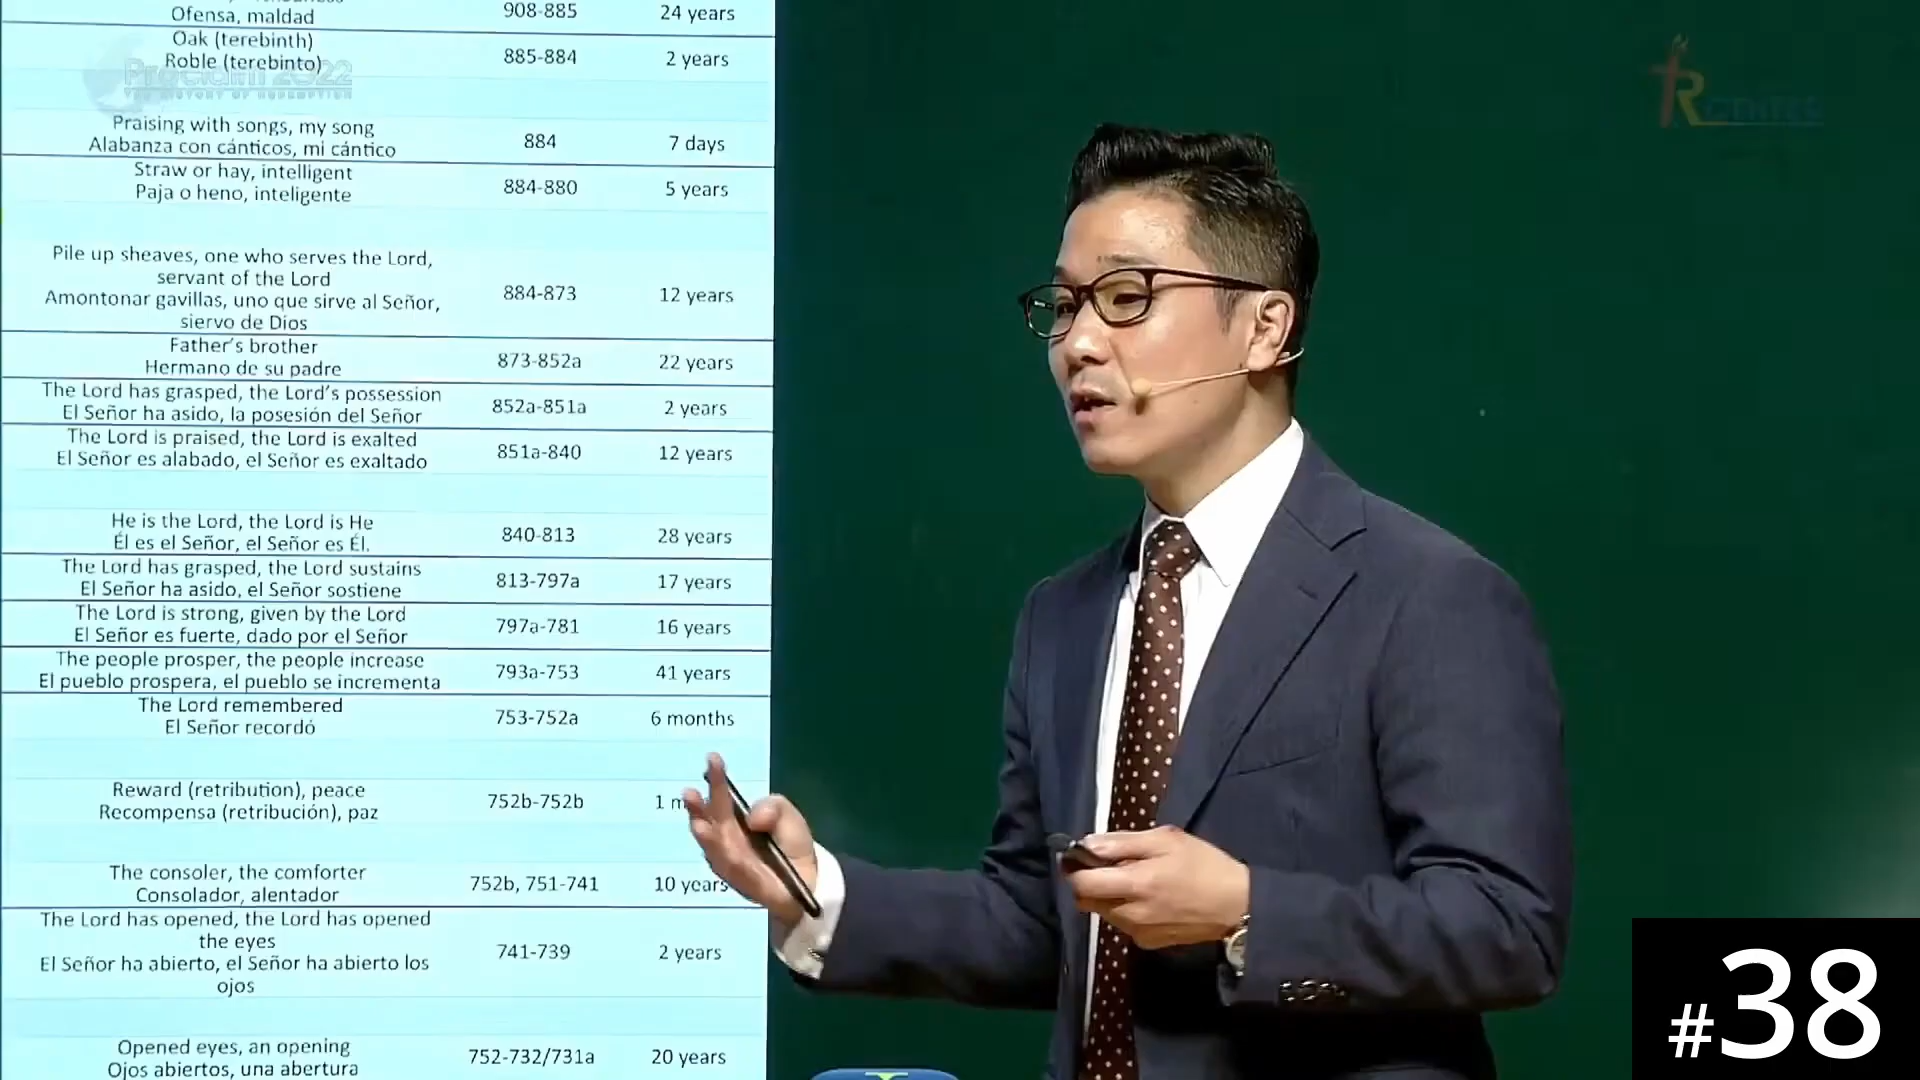 Ofensa, maldad
908-885
24 years
Oak (terebinth)
Roble (terebinto)
885-884
2 years
Proclaim 2022
THE HISTORY OF REDEMPTION
Praising with songs, my song
Alabanza con cánticos, mi cántico
884
7 days
Straw or hay, intelligent
Paja o heno, inteligente
884-880
5 years
Pile up sheaves, one who serves the Lord,
servant of the Lord
Amontonar gavillas, uno que sirve al Señor,
siervo de Dios
884-873
12 years
Father's brother
Hermano de su padre
873-852a
22 years
The Lord has grasped, the Lord's possession
El Señor ha asido, la posesión del Señor
852a-851a
2 years
The Lord is praised, the Lord is exalted
El Señor es alabado, el Señor es exaltado
851a-840
12 years
He is the Lord, the Lord is He
Él es el Señor, el Señor es Él.
840-813
28 years
The Lord has grasped, the Lord sustains
El Señor ha asido, el Señor sostiene
813-797a
17 years
The Lord is strong, given by the Lord
El Señor es fuerte, dado por el Señor
797a-781
16 years
The people prosper, the people increase
El pueblo prospera, el pueblo se incrementa
793a-753
41 years
The Lord remembered
El Señor recordó
753-752a
6 months
Reward (retribution), peace
Recompensa (retribución), paz
752b-752b
1 m
The consoler, the comforter
Consolador, alentador
752b, 751-741
10 years
The Lord has opened, the Lord has opened
the eyes
El Señor ha abierto, el Señor ha abierto los
ojos
741-739
2 years
Opened eyes, an opening
Ojos abiertos, una abertura
752-732/731a
20 years
#38